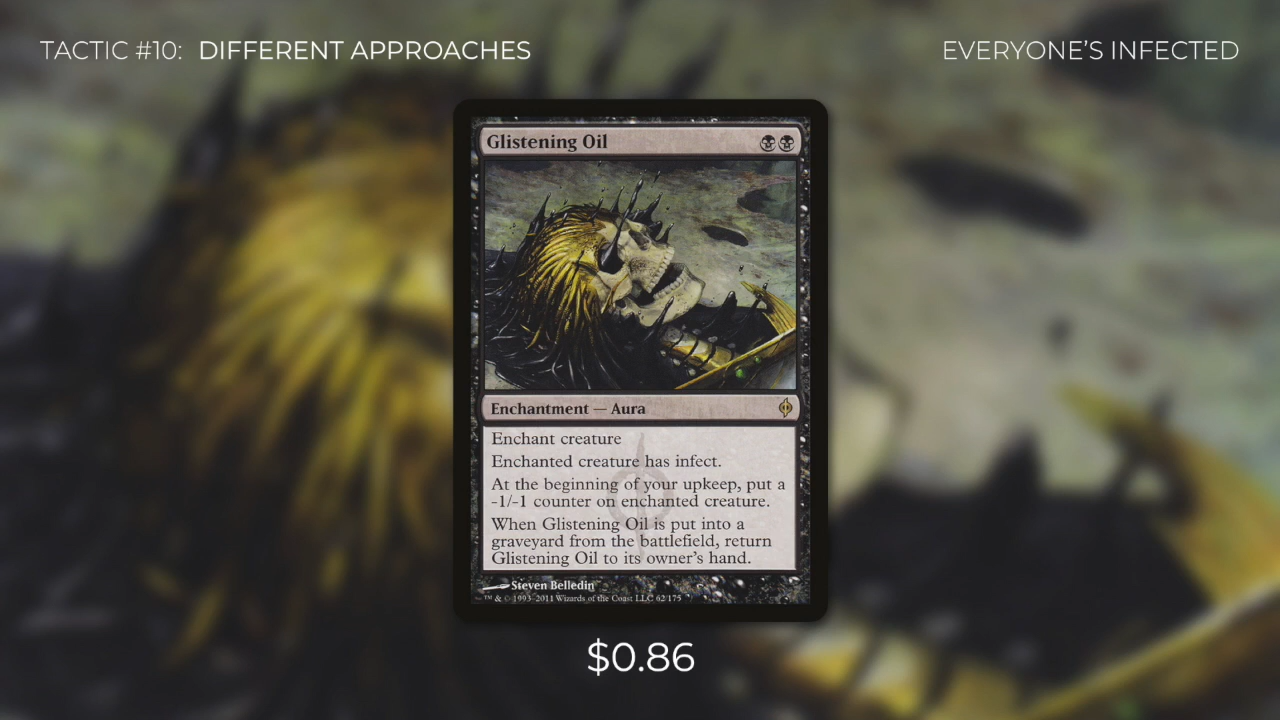 TACTIC #10: DIFFERENT APPROACHES
EVERYONE'S INFECTED
Glistening Oil
Enchantment — Aura
Enchant creature
Enchanted creature has infect.
At the beginning of your upkeep, put a
-1/-1 counter on enchanted creature.
When Glistening Oil is put into a
graveyard from the battlefield, return
Glistening Oil to its owner's hand.
Steven Belledin
™ & © 1993–2011 Wizards of the Coast LLC 62/175
$0.86